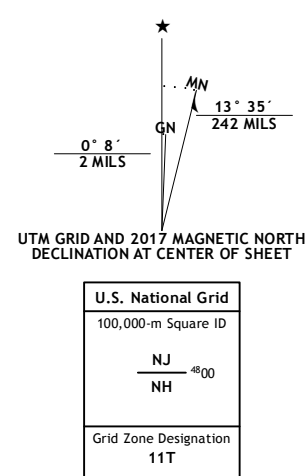 ★
MN
GN
13° 35´
242 MILS
0° 8´
2 MILS
UTM GRID AND 2017 MAGNETIC NORTH
DECLINATION AT CENTER OF SHEET
U.S. National Grid
100,000-m Square ID
NJ
4800
NH
Grid Zone Designation
11T